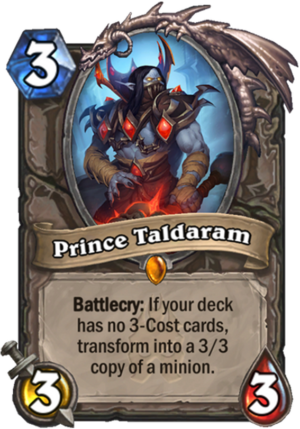 3
Prince Taldaram
Battlecry: If your deck
has no 3-Cost cards,
transform into a 3/3
copy of a minion.
3
3